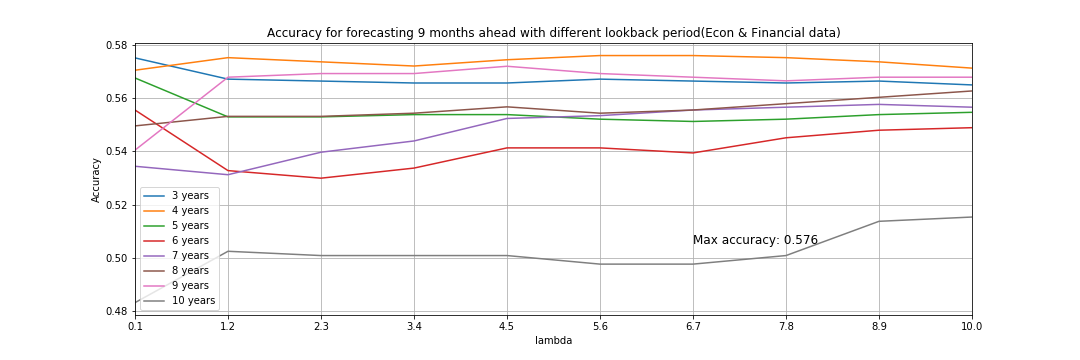 Accuracy for forecasting 9 months ahead with different lookback period(Econ & Financial data)
0.58
0.56
0.54
0.52
0.50
0.48
Accuracy
3 years
4 years
5 years
6 years
7 years
8 years
9 years
10 years
Max accuracy: 0.576
0.1 1.2 2.3 3.4 4.5 5.6 6.7 7.8 8.9 10.0
lambda